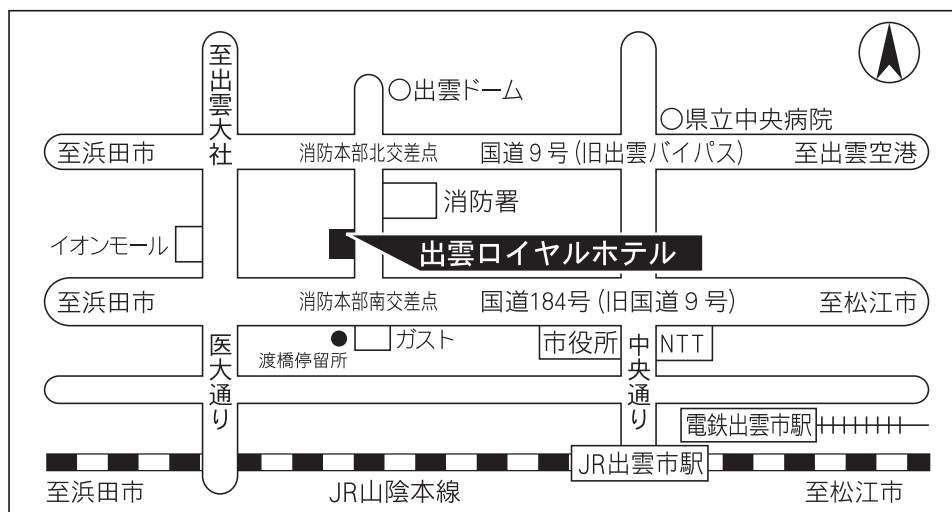 至出雲大社
出雲ドーム
県立中央病院
至浜田市
消防本部北交差点
国道9号(旧出雲バイパス)
至出雲空港
消防署
イオンモール
出雲ロイヤルホテル
至浜田市
消防本部南交差点
国道184号(旧国道9号)
至松江市
医大通り
渡橋停留所
ガスト
市役所
中央通り
NTT
電鉄出雲市駅
JR出雲市駅
至浜田市
JR山陰本線
至松江市